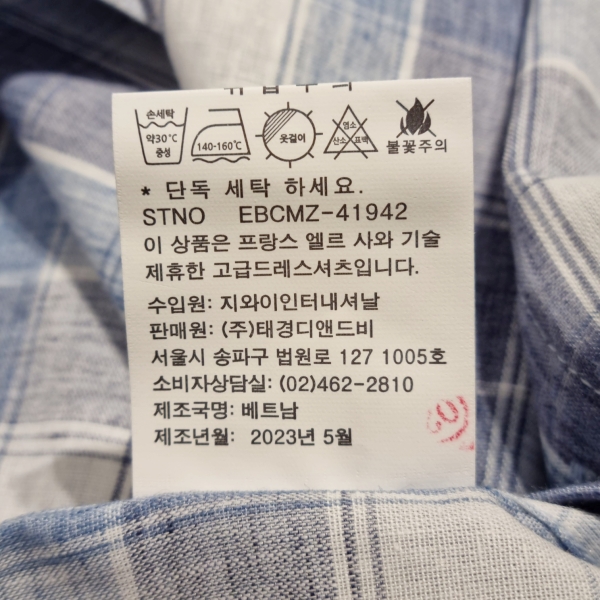 취급주의
손세탁
약30℃
중성
140-160℃
옷걸이
염소
산소 표백
불꽃주의
* 단독 세탁 하세요.
STNO EBCMZ-41942
이 상품은 프랑스 엘르 사와 기술
제휴한 고급드레스셔츠입니다.
수입원: 지와이인터내셔날
판매원: (주)태경디앤드비
서울시 송파구 법원로 127 1005호
소비자상담실: (02)462-2810
제조국명: 베트남
제조년월: 2023년 5월